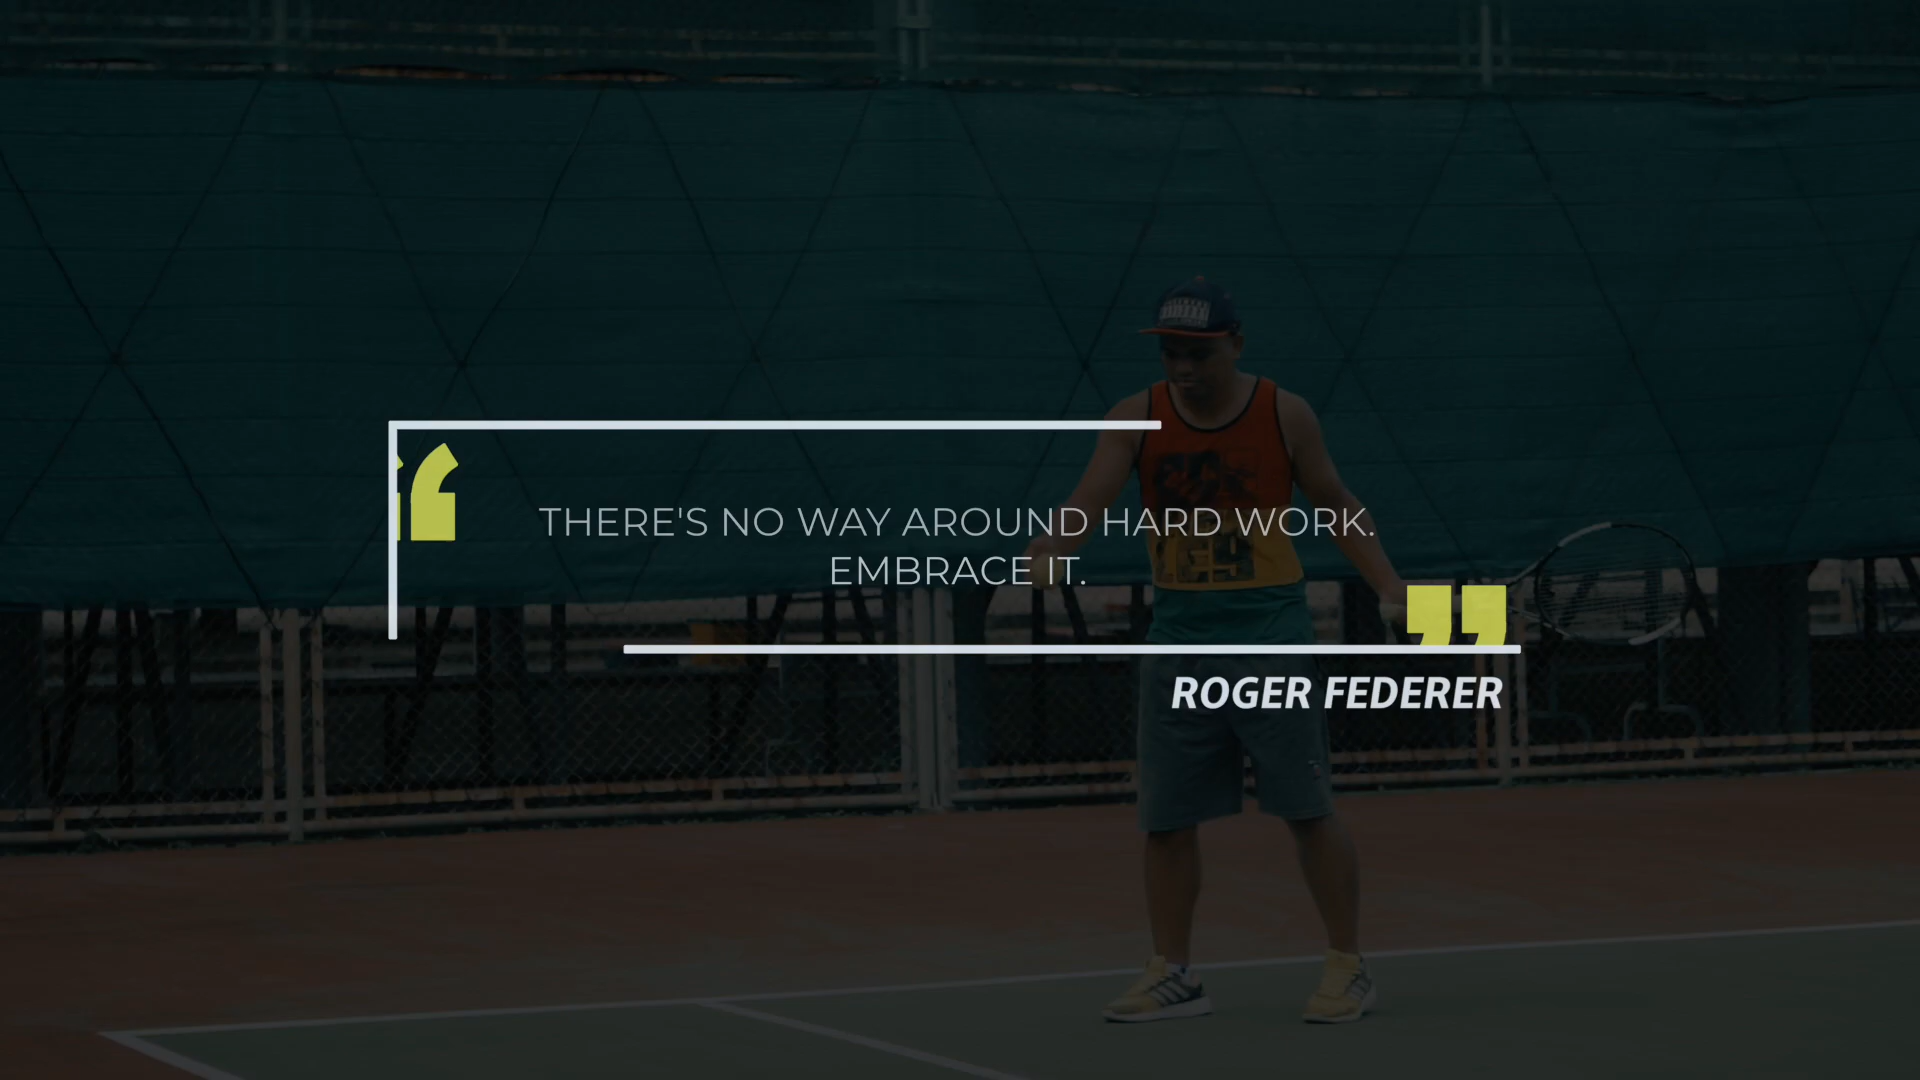 “
THERE'S NO WAY AROUND HARD WORK.
EMBRACE IT.
”
ROGER FEDERER